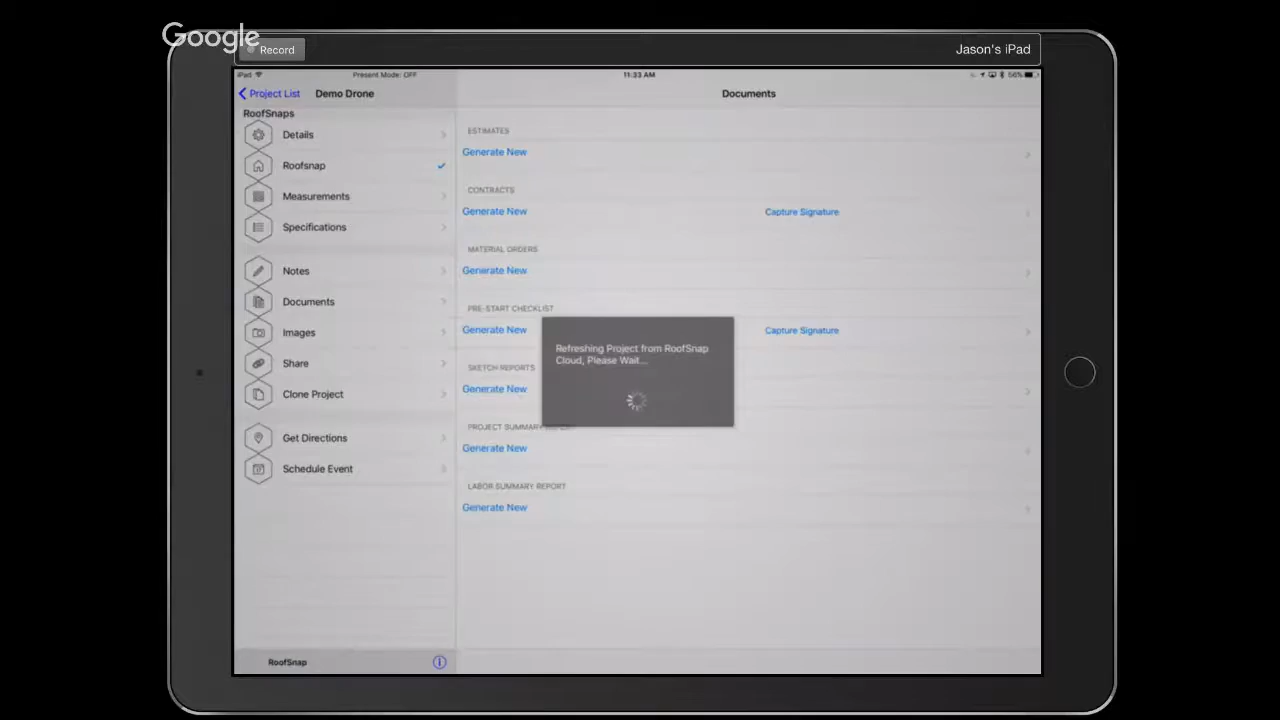 Google
Record
Jason's iPad
iPad
Present Mode: OFF
11:33 AM
56%
Project List
Demo Drone
Documents
RoofSnaps
Details
Roofsnap
Measurements
Specifications
Notes
Documents
Images
Share
Clone Project
Get Directions
Schedule Event
RoofSnap
ESTIMATES
Generate New
CONTRACTS
Generate New
Capture Signature
MATERIAL ORDERS
Generate New
PRE-START CHECKLIST
Generate New
Capture Signature
SKETCH REPORTS
Generate New
PROJECT SUMMARY
Generate New
LABOR SUMMARY REPORT
Generate New
Refreshing Project from RoofSnap
Cloud, Please Wait...